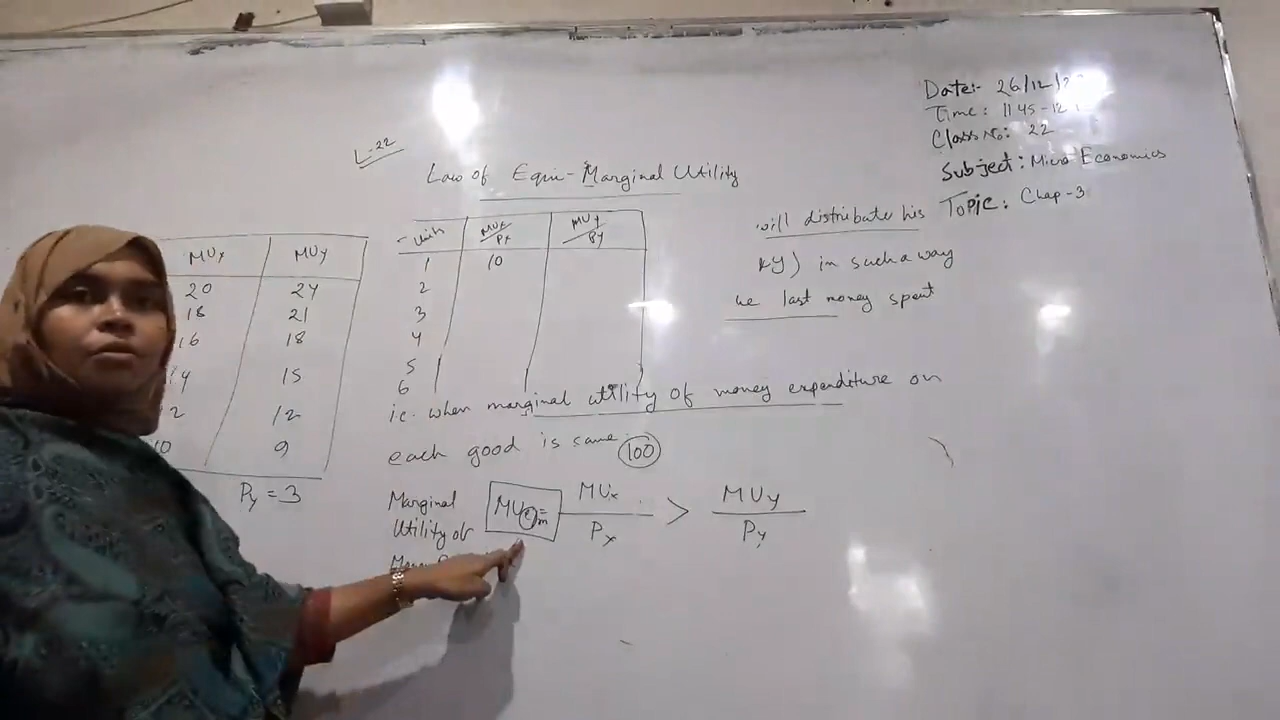 Date:- 26/12/2
Time: 11 45-12
Class No: 22
Subject: Micro Economics
Topic: Chap-3
L-22
Law of Equi-Marginal Utility
MUx MUy
20 24
18 21
16 18
14 15
12 12
10 9
Py = 3
Units MUx/Px MUy/Py
1 10
2
3
4
5
6
will distribute his
in such a way
last money spent
ie. when marginal utility of money expenditure on
each good is same 100
Marginal
Utility of
MUem = MUx/Px > MUy/Py